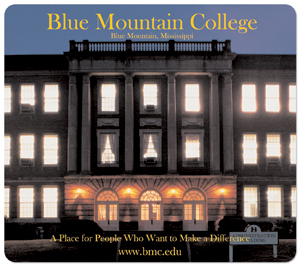 Blue Mountain College
Blue Mountain, Mississippi
A Place for People Who Want to Make a Difference
www.bmc.edu